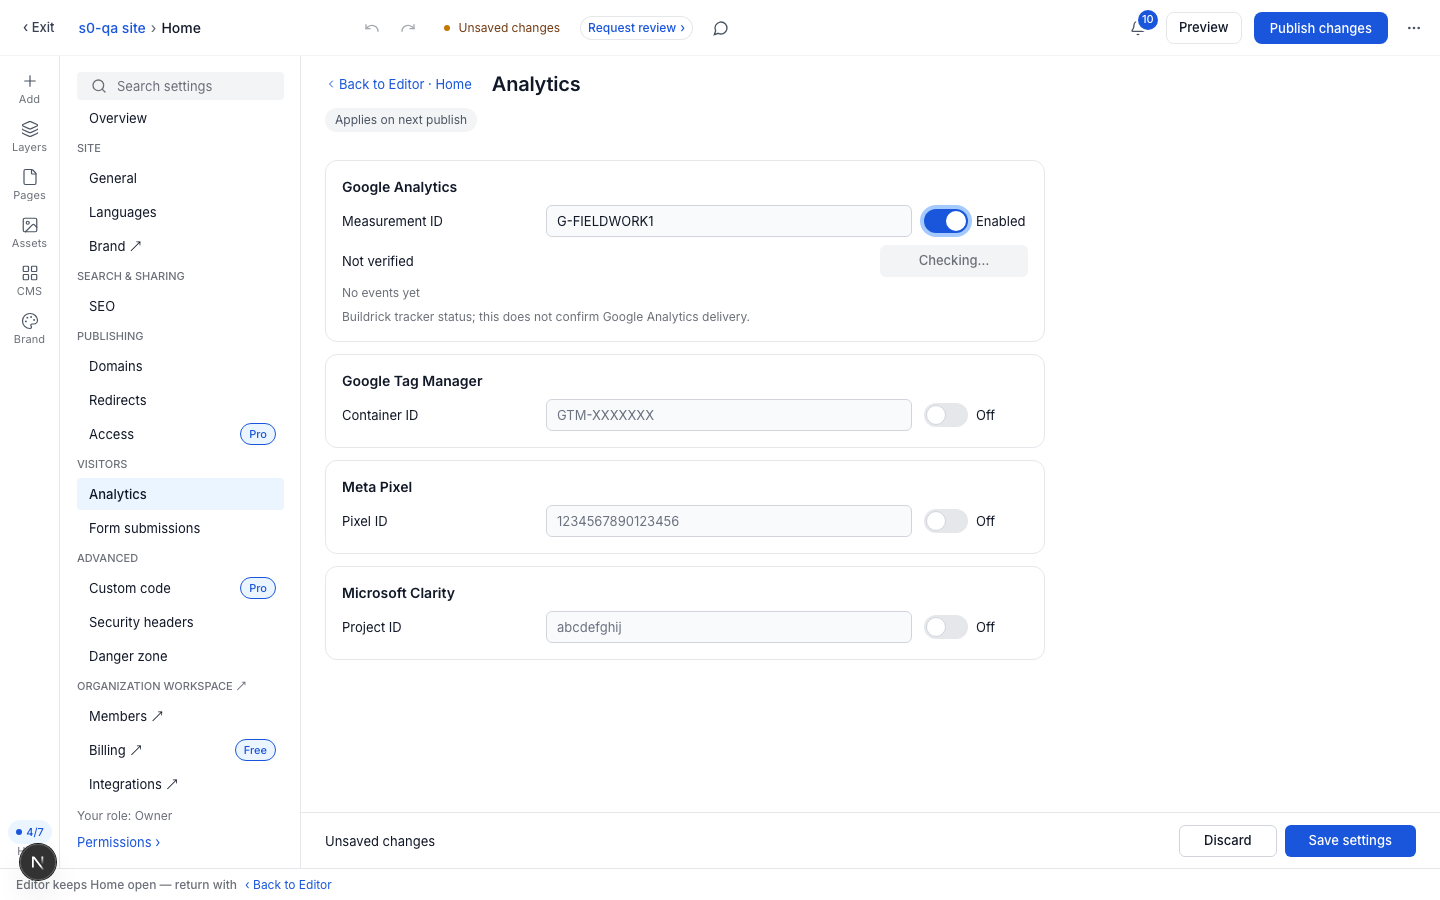 ‹ Exit
s0-qa site › Home
Unsaved changes
Request review ›
10
Preview
Publish changes
Add
Layers
Pages
Assets
CMS
Brand
4/7
N
Search settings
Overview
SITE
General
Languages
Brand ↗
SEARCH & SHARING
SEO
PUBLISHING
Domains
Redirects
Access Pro
VISITORS
Analytics
Form submissions
ADVANCED
Custom code Pro
Security headers
Danger zone
ORGANIZATION WORKSPACE ↗
Members ↗
Billing ↗ Free
Integrations ↗
Your role: Owner
Permissions ›
‹ Back to Editor · Home
Analytics
Applies on next publish
Google Analytics
Measurement ID G-FIELDWORK1 Enabled
Not verified Checking...
No events yet
Buildrick tracker status; this does not confirm Google Analytics delivery.
Google Tag Manager
Container ID GTM-XXXXXXX Off
Meta Pixel
Pixel ID 1234567890123456 Off
Microsoft Clarity
Project ID abcdefghij Off
Unsaved changes
Discard
Save settings
Editor keeps Home open — return with ‹ Back to Editor